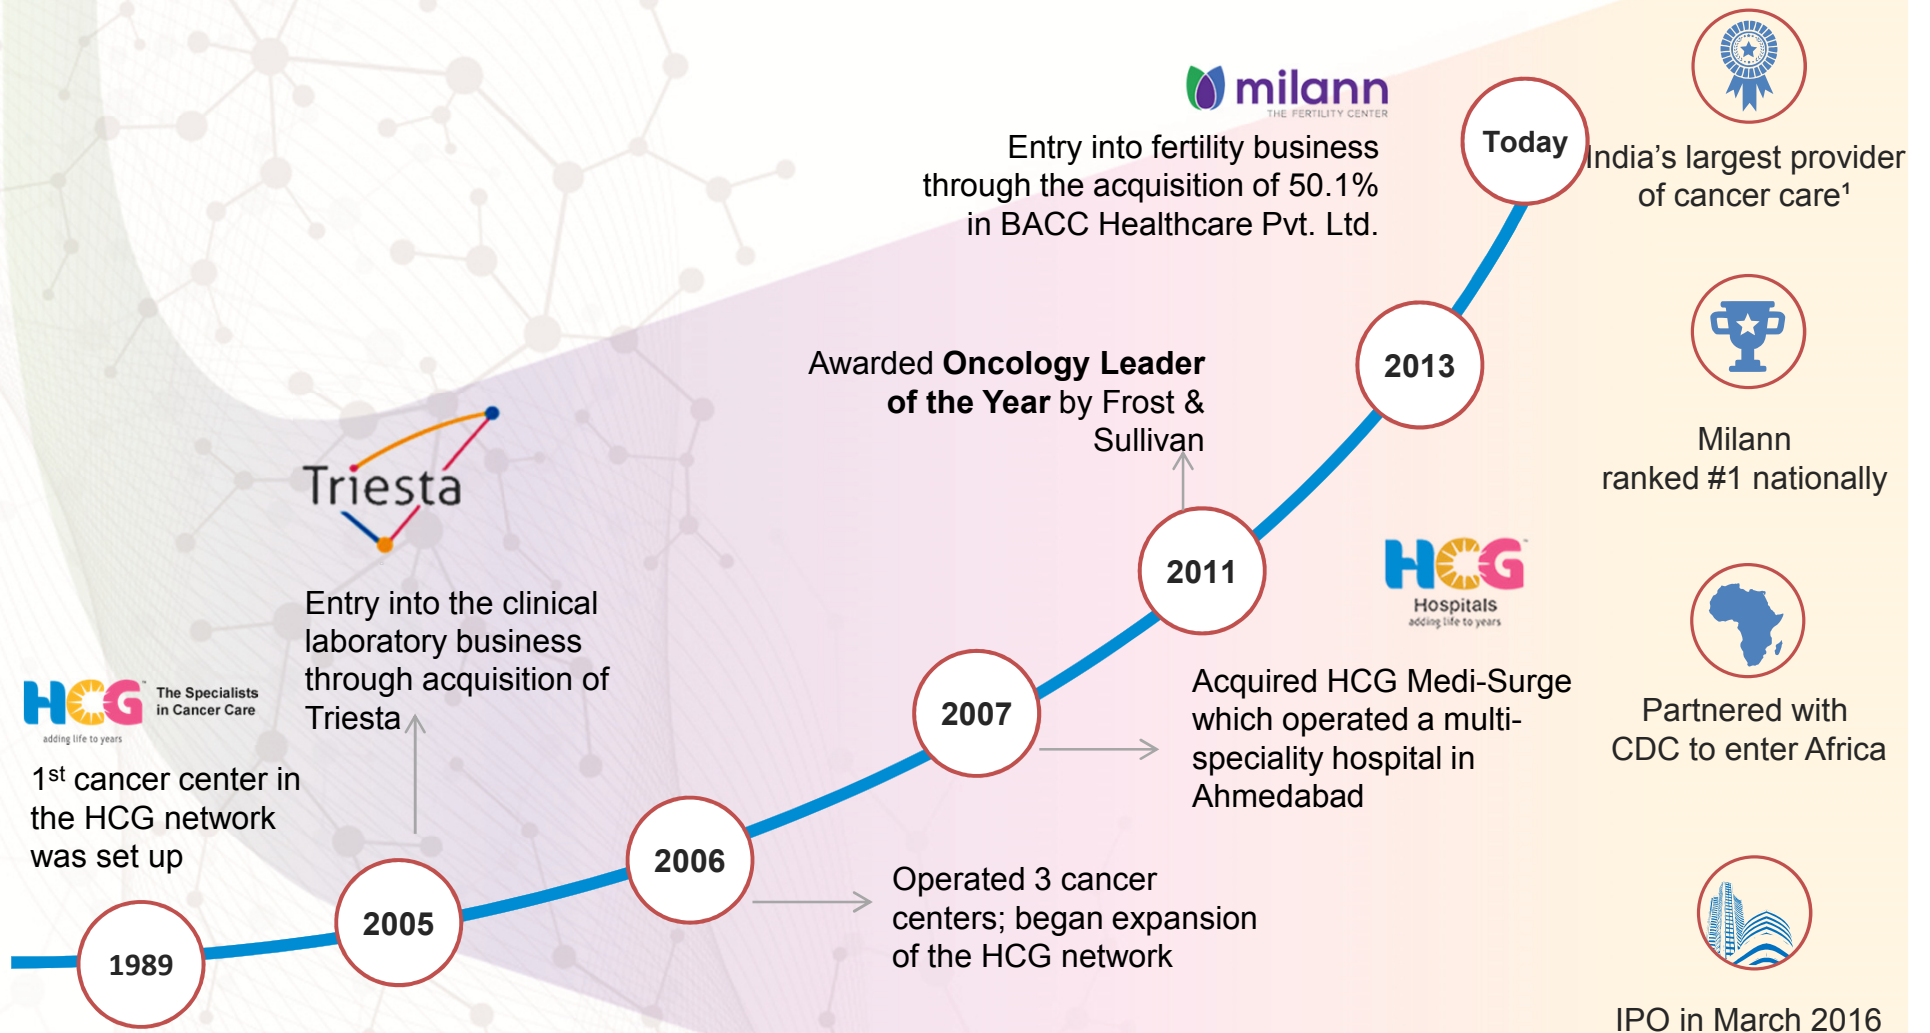 milann
THE FERTILITY CENTER
Entry into fertility business
through the acquisition of 50.1%
in BACC Healthcare Pvt. Ltd.
Today
India's largest provider
of cancer care¹
Awarded Oncology Leader
of the Year by Frost &
Sullivan
2013
Milann
ranked #1 nationally
Triesta
Entry into the clinical
laboratory business
through acquisition of
Triesta
2011
HCG
Hospitals
adding life to years
Partnered with
CDC to enter Africa
HCG™
The Specialists
in Cancer Care
adding life to years
1st cancer center in
the HCG network
was set up
2007
Acquired HCG Medi-Surge
which operated a multi-
speciality hospital in
Ahmedabad
2006
Operated 3 cancer
centers; began expansion
of the HCG network
2005
1989
IPO in March 2016